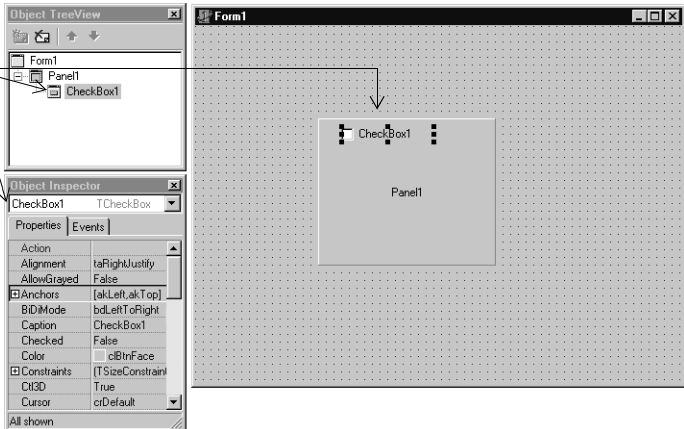 Object TreeView
Form1
Panel1
CheckBox1
Object Inspector
CheckBox1 TCheckBox
Properties Events
Action
Alignment taRightJustify
AllowGrayed False
Anchors [akLeft,akTop]
BiDiMode bdLeftToRight
Caption CheckBox1
Checked False
Color clBtnFace
Constraints (TSizeConstraint
Ctl3D True
Cursor crDefault
All shown
Form1
CheckBox1
Panel1